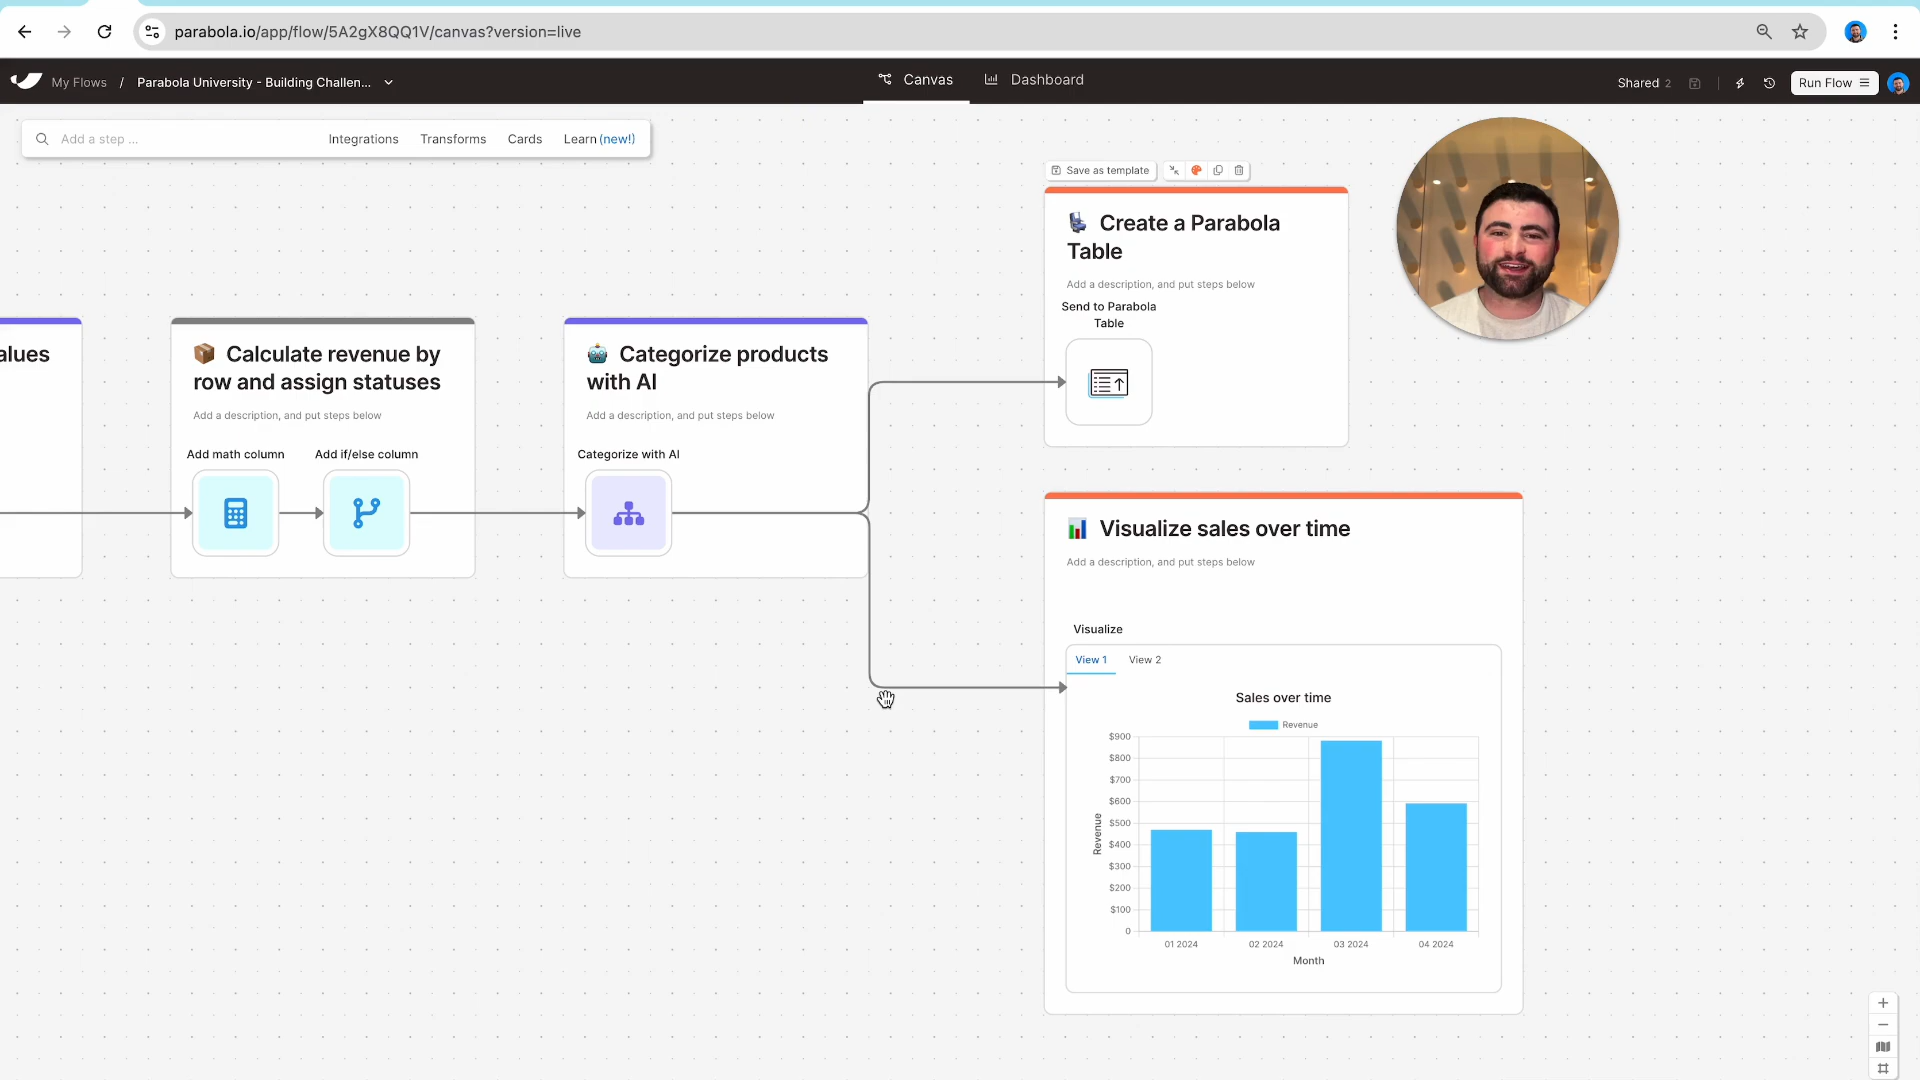 parabola.io/app/flow/5A2gX8QQ1V/canvas?version=live
My Flows / Parabola University - Building Challen...
Canvas
Dashboard
Shared 2
Run Flow
Add a step ...
Integrations
Transforms
Cards
Learn (new!)
Save as template
Create a Parabola
Table
Add a description, and put steps below
Send to Parabola
Table
alues
Calculate revenue by
row and assign statuses
Add a description, and put steps below
Add math column
Add if/else column
Categorize products
with AI
Add a description, and put steps below
Categorize with AI
Visualize sales over time
Add a description, and put steps below
Visualize
View 1
View 2
Sales over time
Revenue
$900
$800
$700
$600
$500
$400
$300
$200
$100
0
Revenue
01 2024
02 2024
03 2024
04 2024
Month